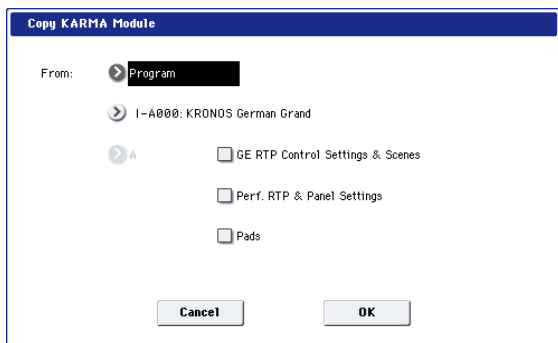 Copy KARMA Module
From: Program
I-A000: KRONOS German Grand
A GE RTP Control Settings & Scenes
Perf. RTP & Panel Settings
Pads
Cancel OK